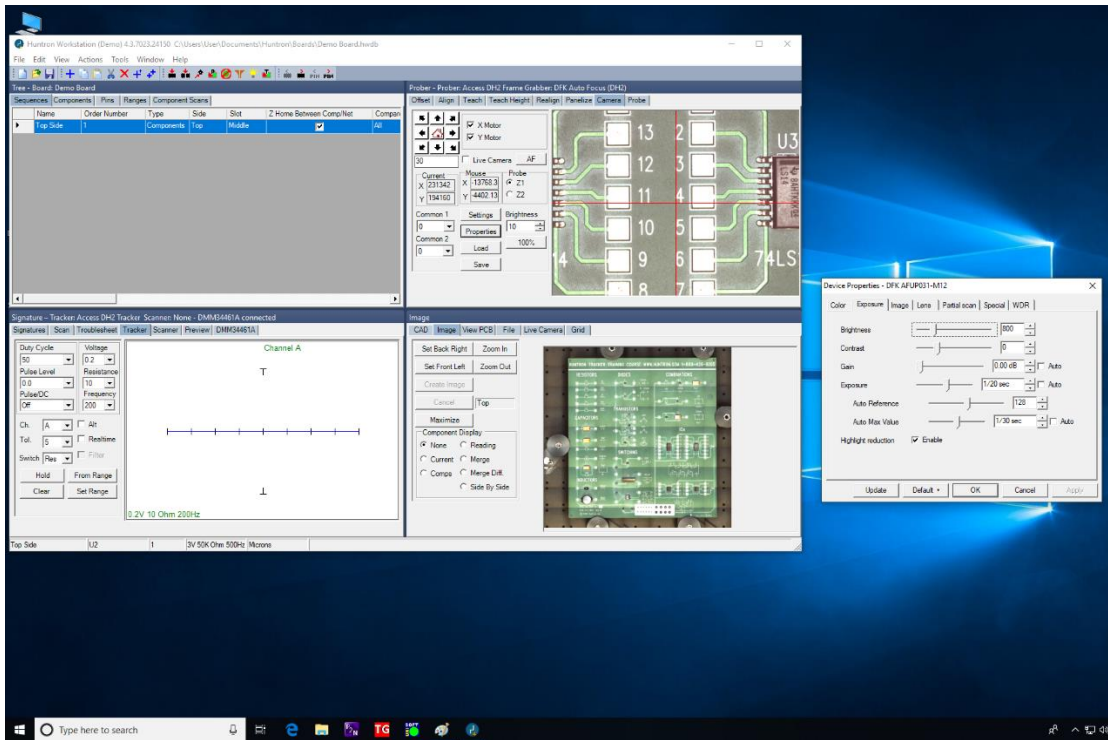 Huntron Workstation (Demo) 4.3.7023.24150 C:\Users\User\Documents\Huntron\Boards\Demo Board.hwdb
File Edit View Actions Tools Window Help
Tree - Board: Demo Board
Sequences Components Pins Ranges Component Scans
Name Order Number Type Side Slot Z Home Between Comp/Net
Top Side 1 Components Top Middle All
Prober - Prober: Access DH2 Frame Grabber: DFK Auto Focus (DH2)
Offset Align Teach Teach Height Realign Panelize Camera Probe
X Motor
Y Motor
30
Live Camera AF
Current Mouse Probe
X 231342 X -13768.3 Z1
Y 194160 Y -4402.13 Z2
Common 1 Settings Brightness
0 Properties 10
Common 2 100%
0 Load
Save
13 2
U3
12 3
11 4
10 5
14 9 6 74LS
8 7
Signature - Tracker: Access DH2 Tracker Scanner: None - DMM34461A connected
Signatures Scan Troublesheet Tracker Scanner Preview DMM34461A
Duty Cycle Voltage
50 0.2
Pulse Level Resistance
0.0 10
Pulse/DC Frequency
Off 200
Ch. A Alt
Tol. 5 Realtime
Switch Res Filter
Hold From Range
Clear Set Range
Channel A
0.2V 10 Ohm 200Hz
Image
CAD Image View PCB File Live Camera Grid
Set Back Right Zoom In
Set Front Left Zoom Out
Create Image
Cancel Top
Maximize
Component Display
None Reading
Current Merge
Comps Merge Diff.
Side By Side
Top Side U2 1 3V 50K Ohm 500Hz Microns
Device Properties - DFK AFUP031-M12
Color Exposure Image Lens Partial scan Special WDR
Brightness 800
Contrast 0
Gain 0.00 dB Auto
Exposure 1/20 sec Auto
Auto Reference 128
Auto Max Value 1/30 sec Auto
Highlight reduction Enable
Update Default OK Cancel Apply
Type here to search
TG
SOFT